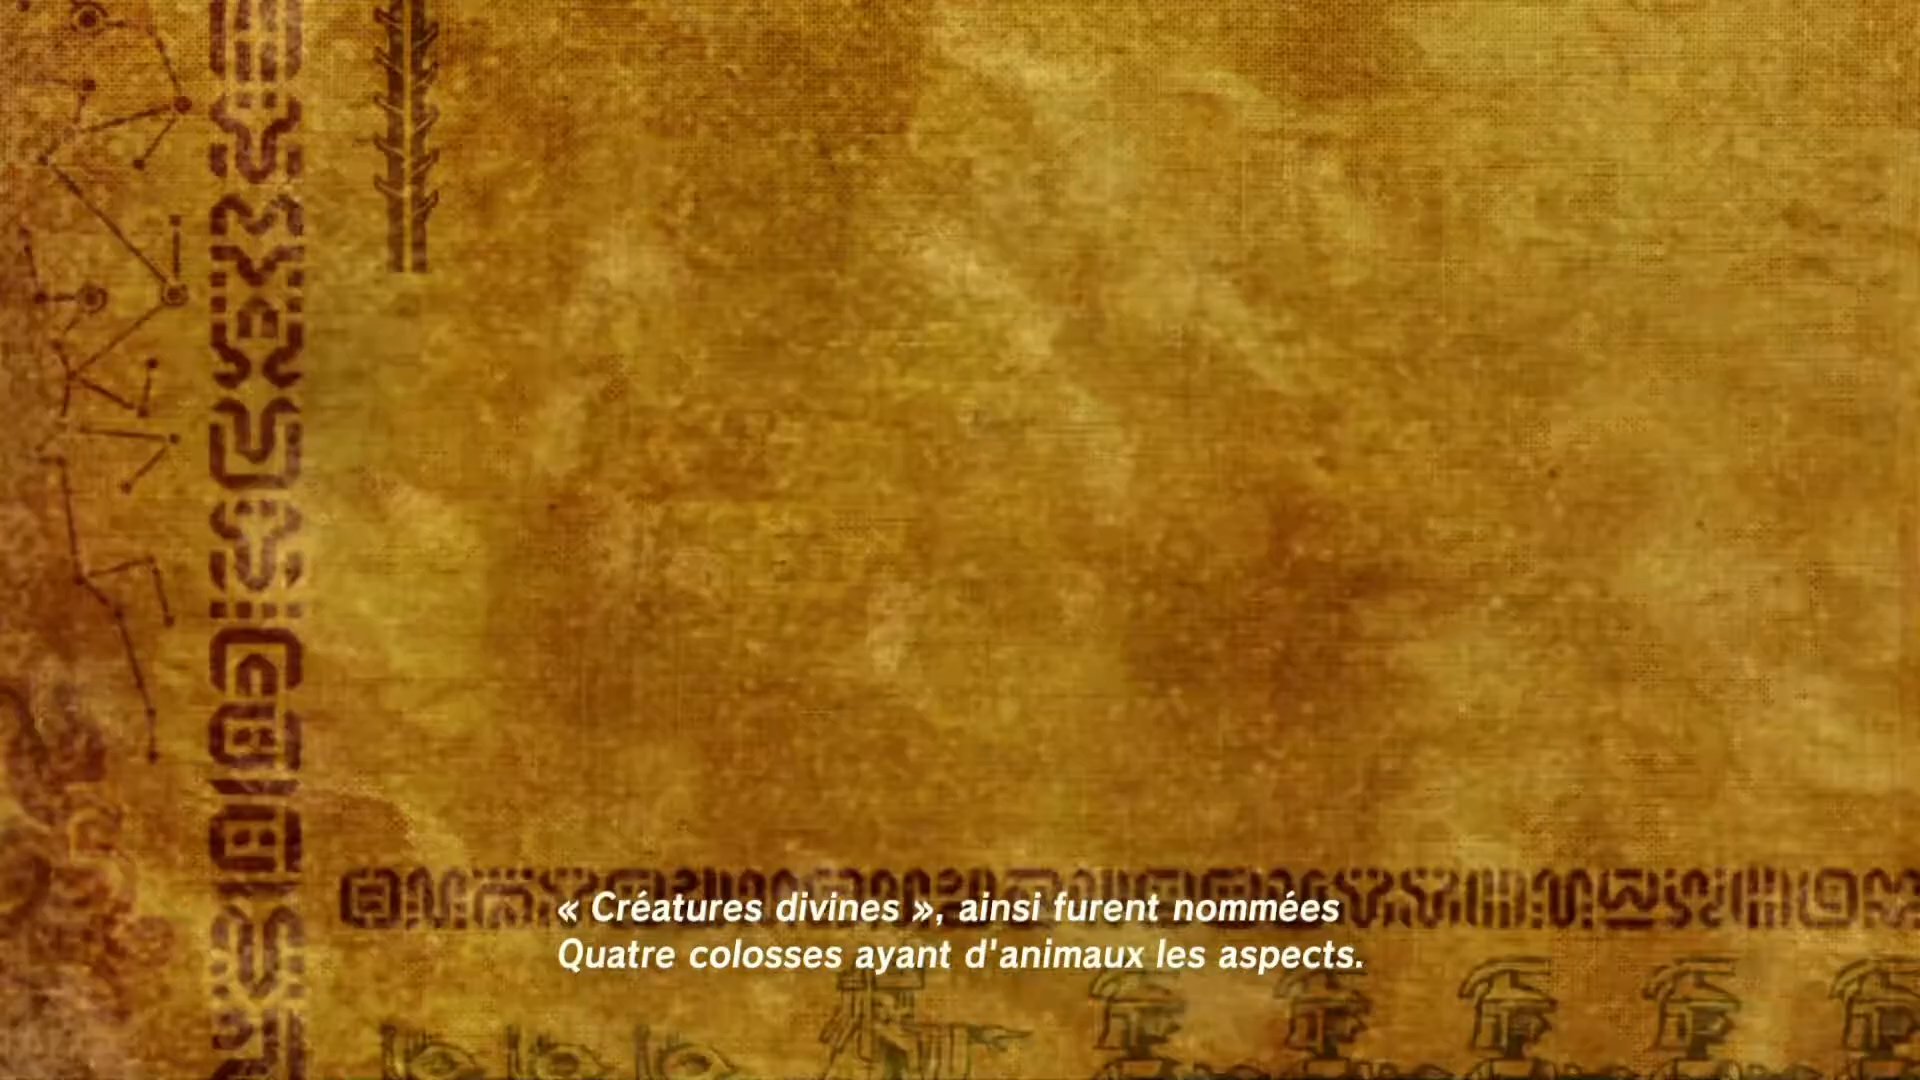 « Créatures divines », ainsi furent nommées
Quatre colosses ayant d'animaux les aspects.